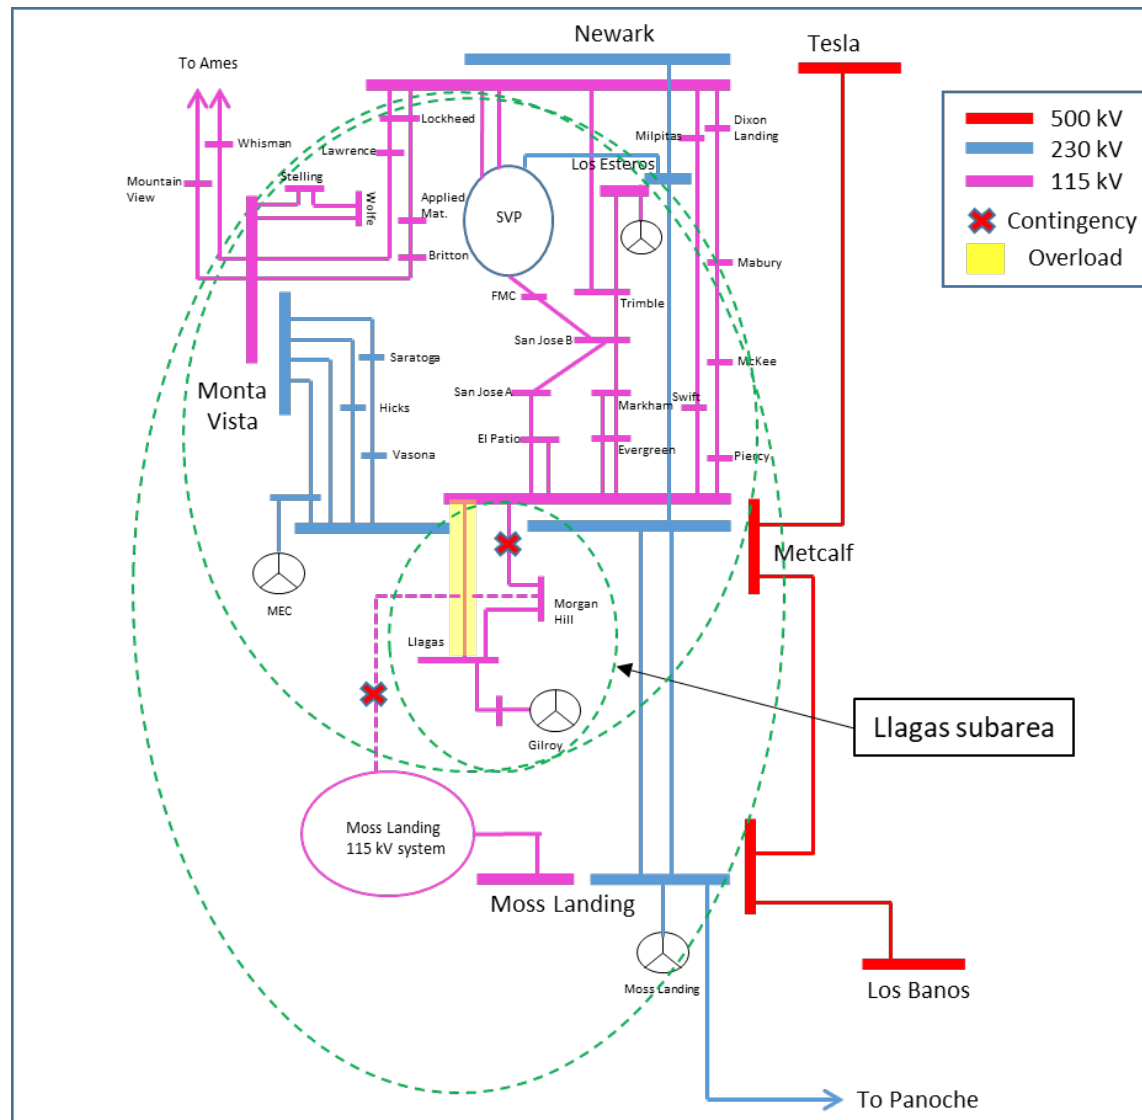 Newark
Tesla
To Ames
500 kV
230 kV
115 kV
Contingency
Overload
Lockheed
Dixon
Landing
Milpitas
Whisman
Lawrence
Los Esteros
Stelling
Mountain
View
Wolfe
Applied
Mat.
SVP
Britton
Mabury
FMC
Trimble
San Jose B
Saratoga
McKee
Monta
Vista
San Jose A
Markham
Swift
Hicks
El Patio
Evergreen
Vasona
Piercy
Metcalf
MEC
Morgan
Hill
Llagas
Gilroy
Llagas subarea
Moss Landing
115 kV system
Moss Landing
Moss Landing
Los Banos
To Panoche